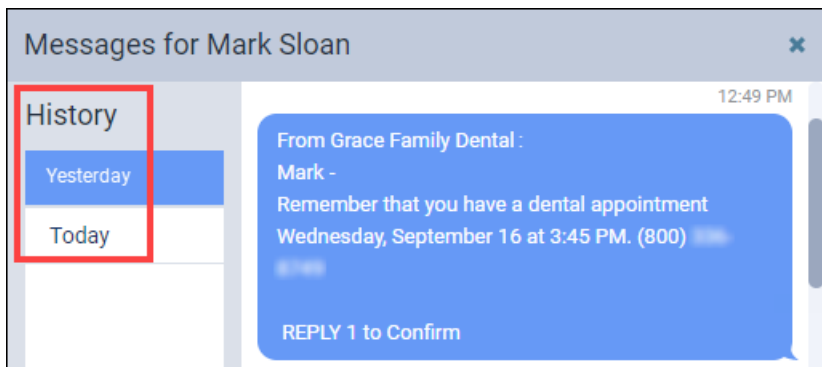 Messages for Mark Sloan
History
Yesterday
Today
12:49 PM
From Grace Family Dental :
Mark -
Remember that you have a dental appointment
Wednesday, September 16 at 3:45 PM. (800)
REPLY 1 to Confirm